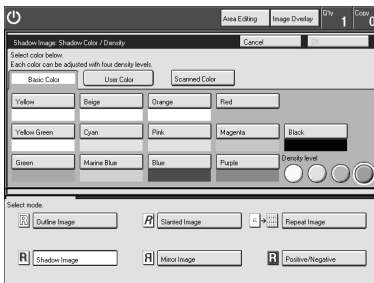 Area Editing Image Overlay Q'ty 1 Copy 0
Shadow Image: Shadow Color / Density Cancel OK
Select color below.
Each color can be adjusted with four density levels.
Basic Color User Color Scanned Color
Yellow Beige Orange Red
Yellow Green Cyan Pink Magenta Black
Green Marine Blue Blue Purple Density level
Select mode.
R Outline Image R Slanted Image R Repeat Image
R Shadow Image R Mirror Image R Positive/Negative